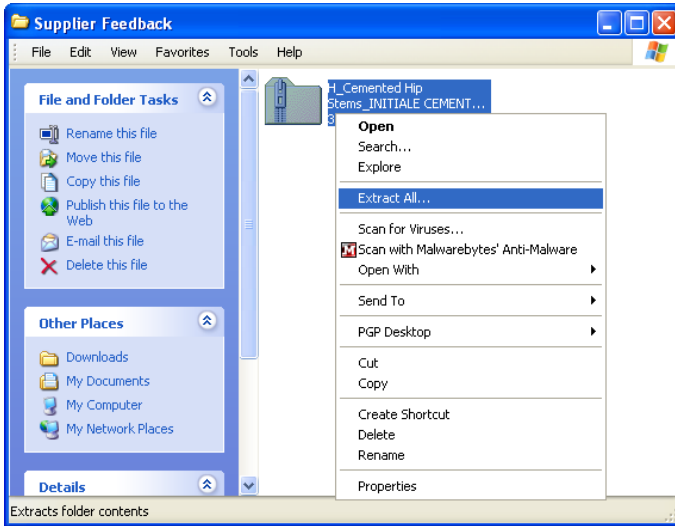 Supplier Feedback
File Edit View Favorites Tools Help
File and Folder Tasks
Rename this file
Move this file
Copy this file
Publish this file to the
Web
E-mail this file
Delete this file
Other Places
Downloads
My Documents
My Computer
My Network Places
Details
H_Cemented Hip
Stems_INITIALE CEMENT...
3
Open
Search...
Explore
Extract All...
Scan for Viruses...
Scan with Malwarebytes' Anti-Malware
Open With
Send To
PGP Desktop
Cut
Copy
Create Shortcut
Delete
Rename
Properties
Extracts folder contents